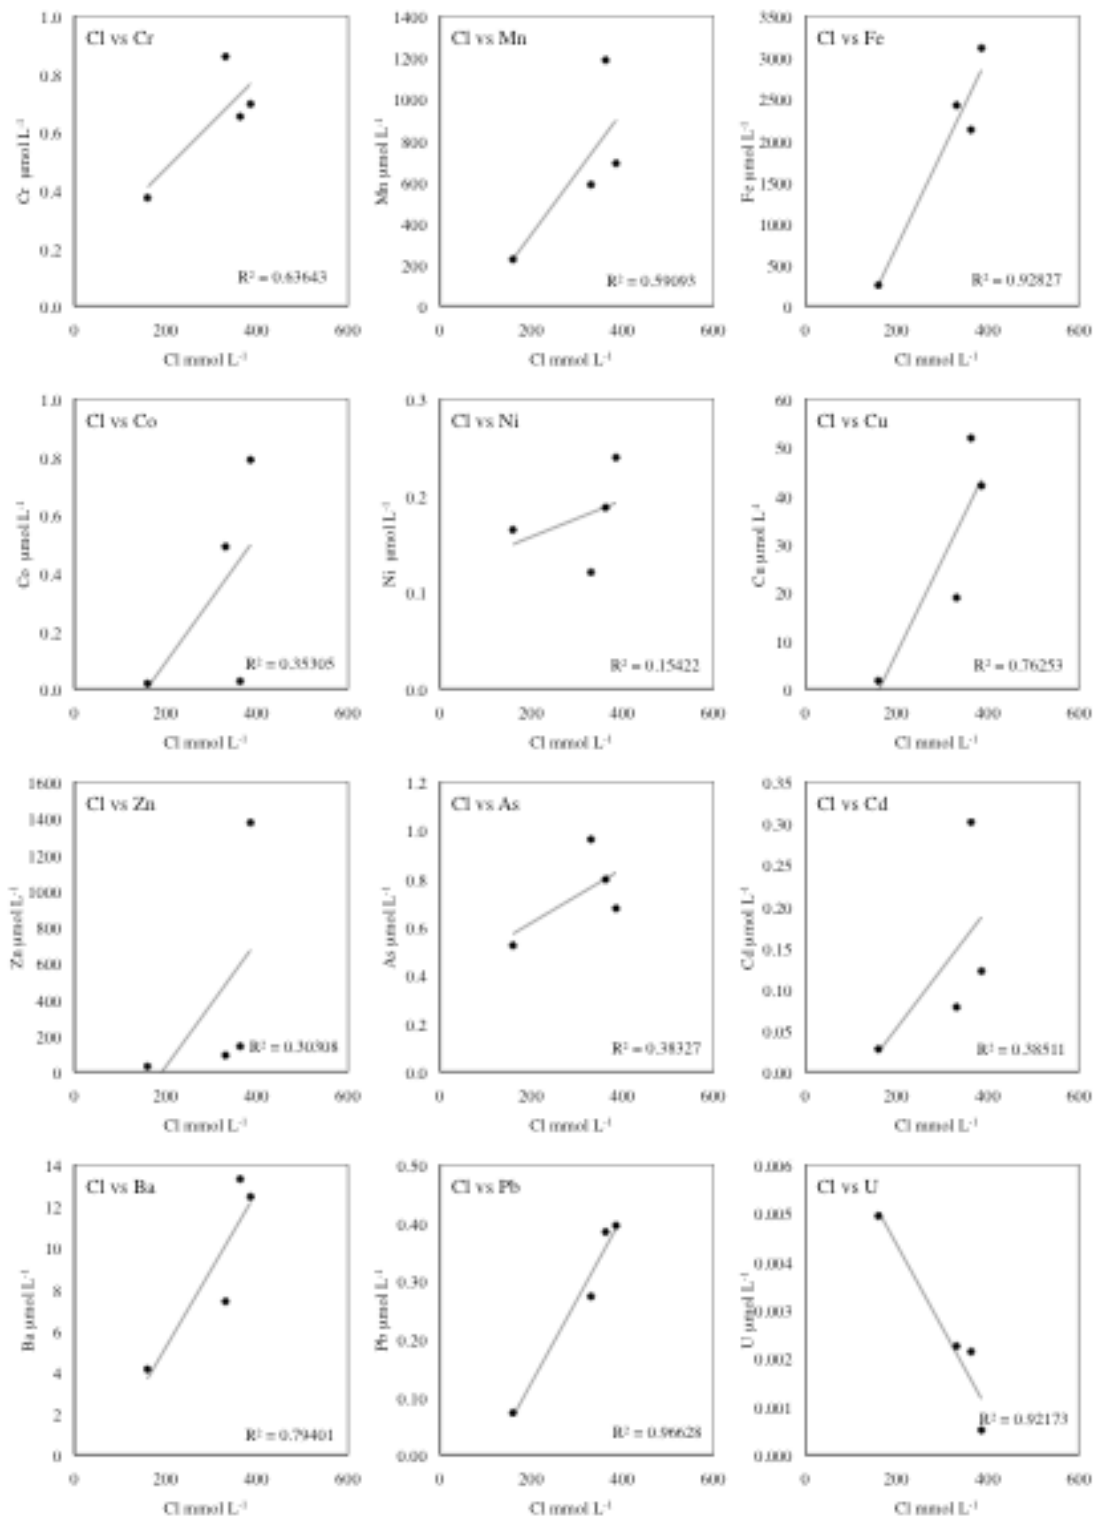 Cl vs Cr
1.0
0.8
0.6
0.4
0.2
0.0
Cr µmol L⁻¹
R² = 0.63643
0 200 400 600
Cl mmol L⁻¹
Cl vs Mn
1400
1200
1000
800
600
400
200
0
Mn µmol L⁻¹
R² = 0.59093
0 200 400 600
Cl mmol L⁻¹
Cl vs Fe
3500
3000
2500
2000
1500
1000
500
0
Fe µmol L⁻¹
R² = 0.92827
0 200 400 600
Cl mmol L⁻¹
Cl vs Co
1.0
0.8
0.6
0.4
0.2
0.0
Co µmol L⁻¹
R² = 0.35305
0 200 400 600
Cl mmol L⁻¹
Cl vs Ni
0.3
0.2
0.1
0.0
Ni µmol L⁻¹
R² = 0.15422
0 200 400 600
Cl mmol L⁻¹
Cl vs Cu
60
50
40
30
20
10
0
Cu µmol L⁻¹
R² = 0.76253
0 200 400 600
Cl mmol L⁻¹
Cl vs Zn
1600
1400
1200
1000
800
600
400
200
0
Zn µmol L⁻¹
R² = 0.30308
0 200 400 600
Cl mmol L⁻¹
Cl vs As
1.2
1.0
0.8
0.6
0.4
0.2
0.0
As µmol L⁻¹
R² = 0.38327
0 200 400 600
Cl mmol L⁻¹
Cl vs Cd
0.35
0.30
0.25
0.20
0.15
0.10
0.05
0.00
Cd µmol L⁻¹
R² = 0.38511
0 200 400 600
Cl mmol L⁻¹
Cl vs Ba
14
12
10
8
6
4
2
0
Ba µmol L⁻¹
R² = 0.79401
0 200 400 600
Cl mmol L⁻¹
Cl vs Pb
0.50
0.40
0.30
0.20
0.10
0.00
Pb µmol L⁻¹
R² = 0.96628
0 200 400 600
Cl mmol L⁻¹
Cl vs U
0.006
0.005
0.004
0.003
0.002
0.001
0.000
U µmol L⁻¹
R² = 0.92173
0 200 400 600
Cl mmol L⁻¹